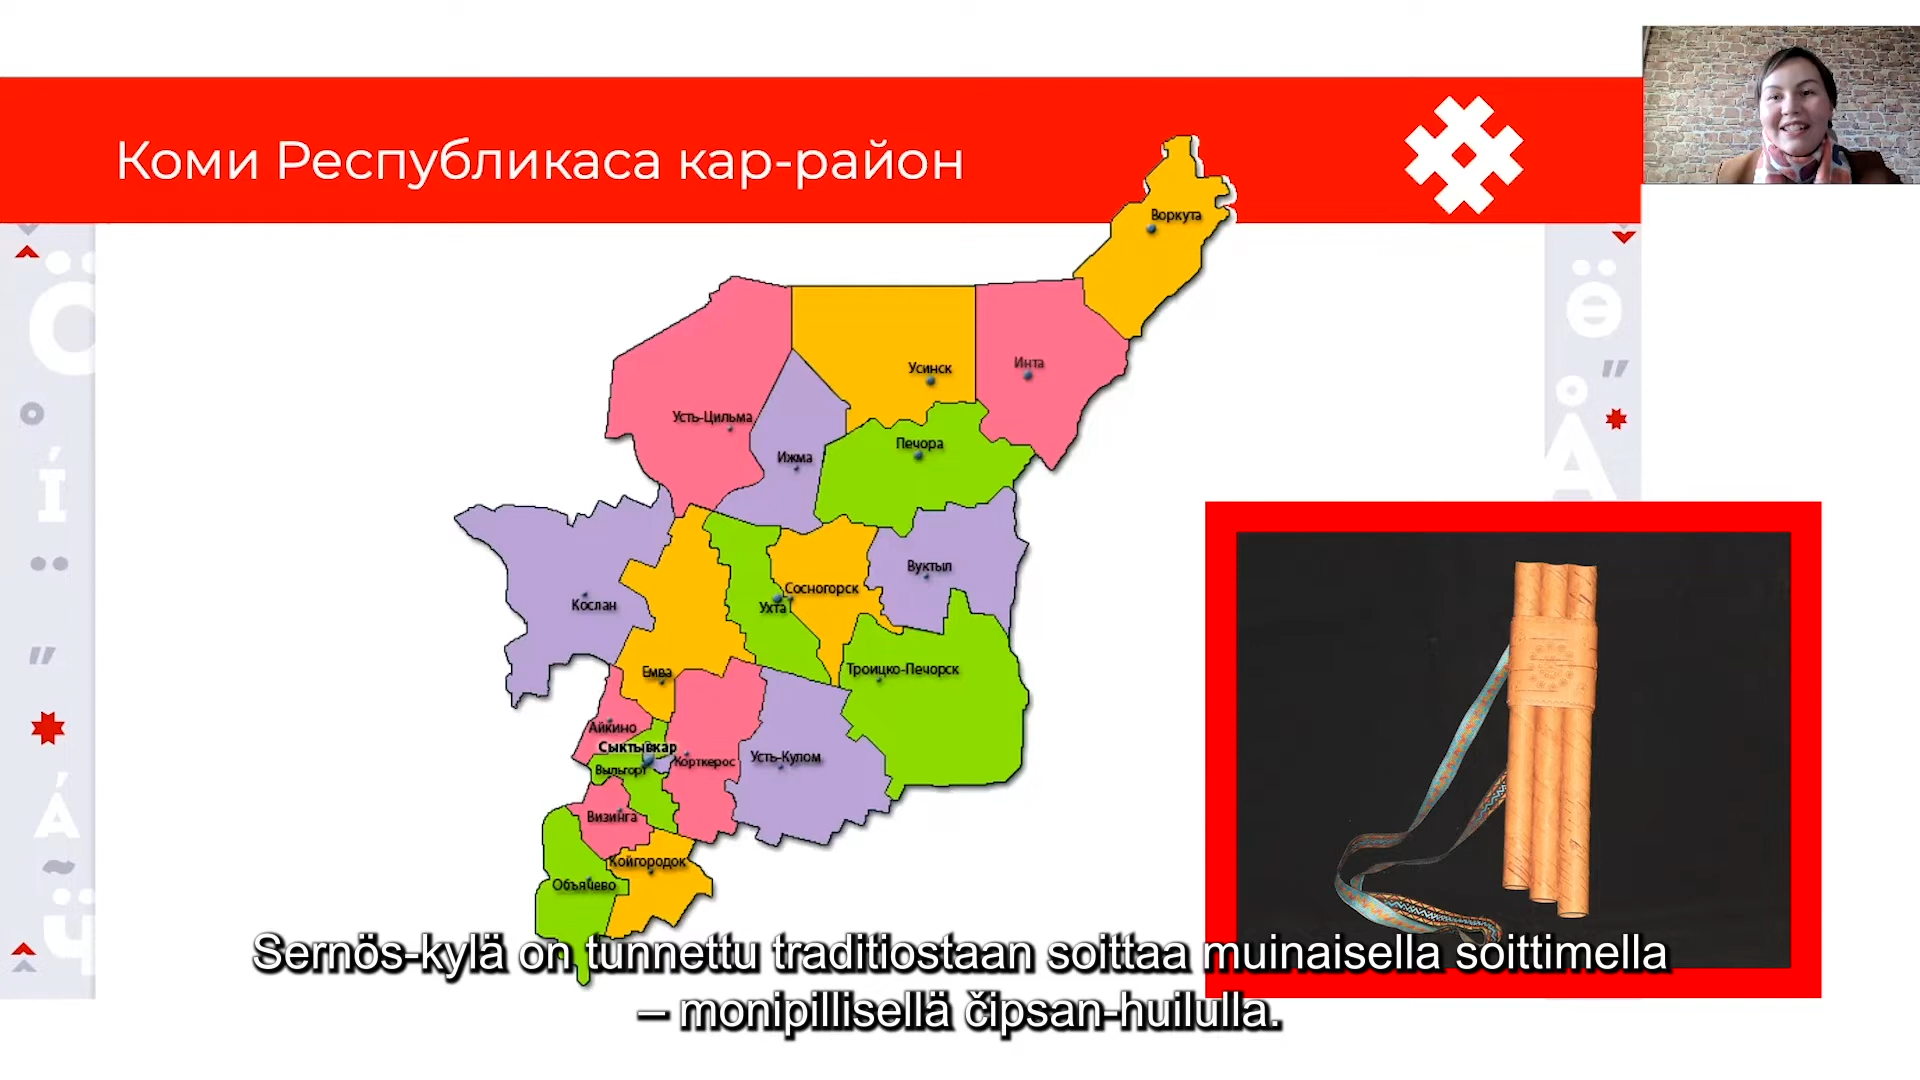 Коми Республикаса кар-район
Воркута
Усинск
Инта
Усть-Цильма
Печора
Ижма
Вуктыл
Сосногорск
Кослан
Ухта
Троицко-Печорск
Емва
Айкино
Сыктывкар
Усть-Кулом
Корткерос
Выльгорт
Визинга
Койгородок
Объячево
Sernös-kylä on tunnettu traditiostaan soittaa muinaisella soittimella
– monipillisellä čipsan-huilulla.